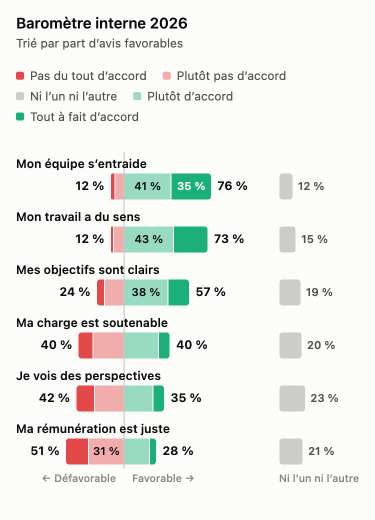 Baromètre interne 2026
Trié par part d'avis favorables
Pas du tout d'accord Plutôt pas d'accord
Ni l'un ni l'autre Plutôt d'accord
Tout à fait d'accord
Mon équipe s'entraide
12 % 41 % 35 % 76 % 12 %
Mon travail a du sens
12 % 43 % 73 % 15 %
Mes objectifs sont clairs
24 % 38 % 57 % 19 %
Ma charge est soutenable
40 % 40 % 20 %
Je vois des perspectives
42 % 35 % 23 %
Ma rémunération est juste
51 % 31 % 28 % 21 %
← Défavorable Favorable → Ni l'un ni l'autre